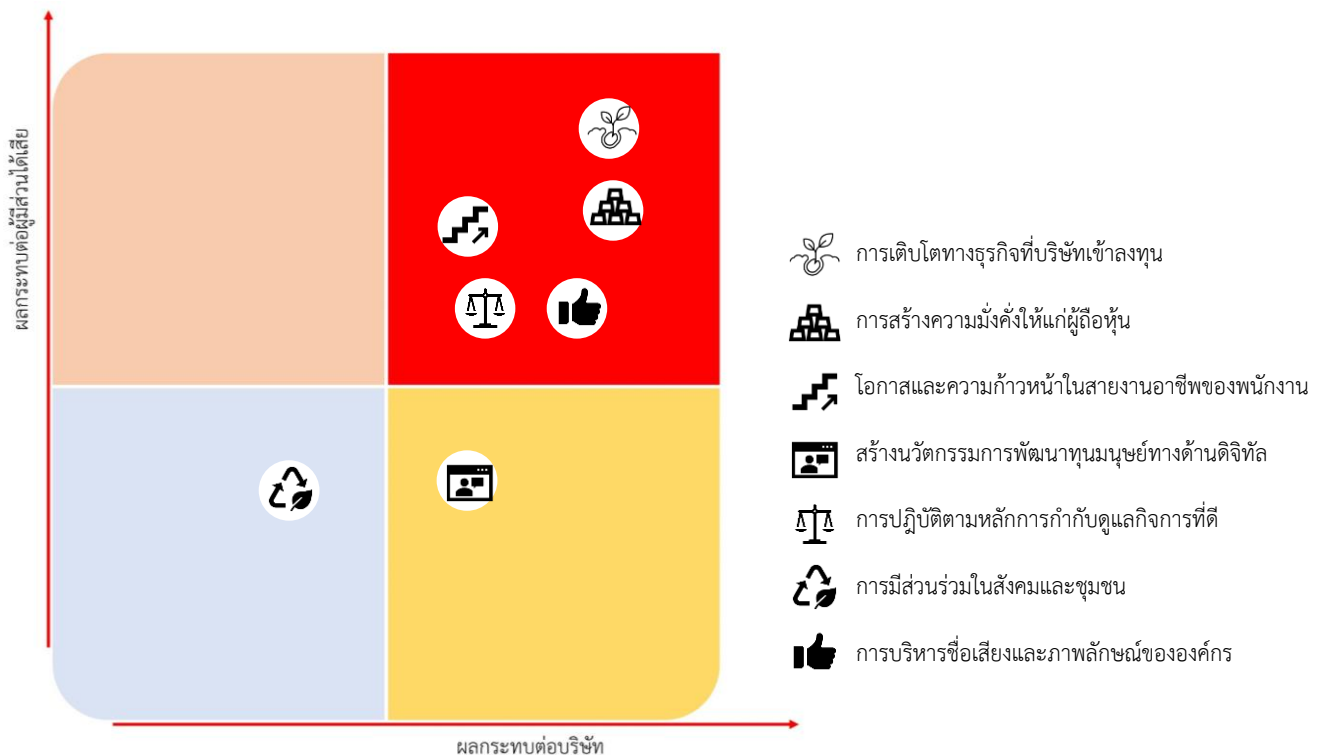 ผลกระทบต่อผู้มีส่วนได้เสีย
การเติบโตทางธุรกิจที่บริษัทเข้าลงทุน
การสร้างความมั่งคั่งให้แก่ผู้ถือหุ้น
โอกาสและความก้าวหน้าในสายงานอาชีพของพนักงาน
สร้างนวัตกรรมการพัฒนาทุนมนุษย์ทางด้านดิจิทัล
การปฏิบัติตามหลักการกำกับดูแลกิจการที่ดี
การมีส่วนร่วมในสังคมและชุมชน
การบริหารชื่อเสียงและภาพลักษณ์ขององค์กร
ผลกระทบต่อบริษัท